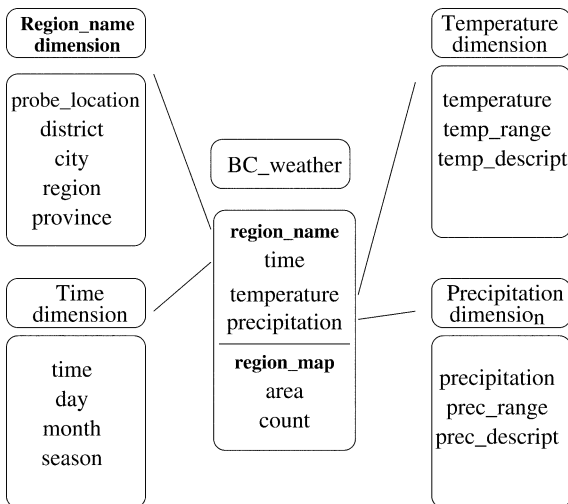 Region_name
dimension
probe_location
district
city
region
province
Time
dimension
time
day
month
season
BC_weather
region_name
time
temperature
precipitation
region_map
area
count
Temperature
dimension
temperature
temp_range
temp_descript
Precipitation
dimension
precipitation
prec_range
prec_descript